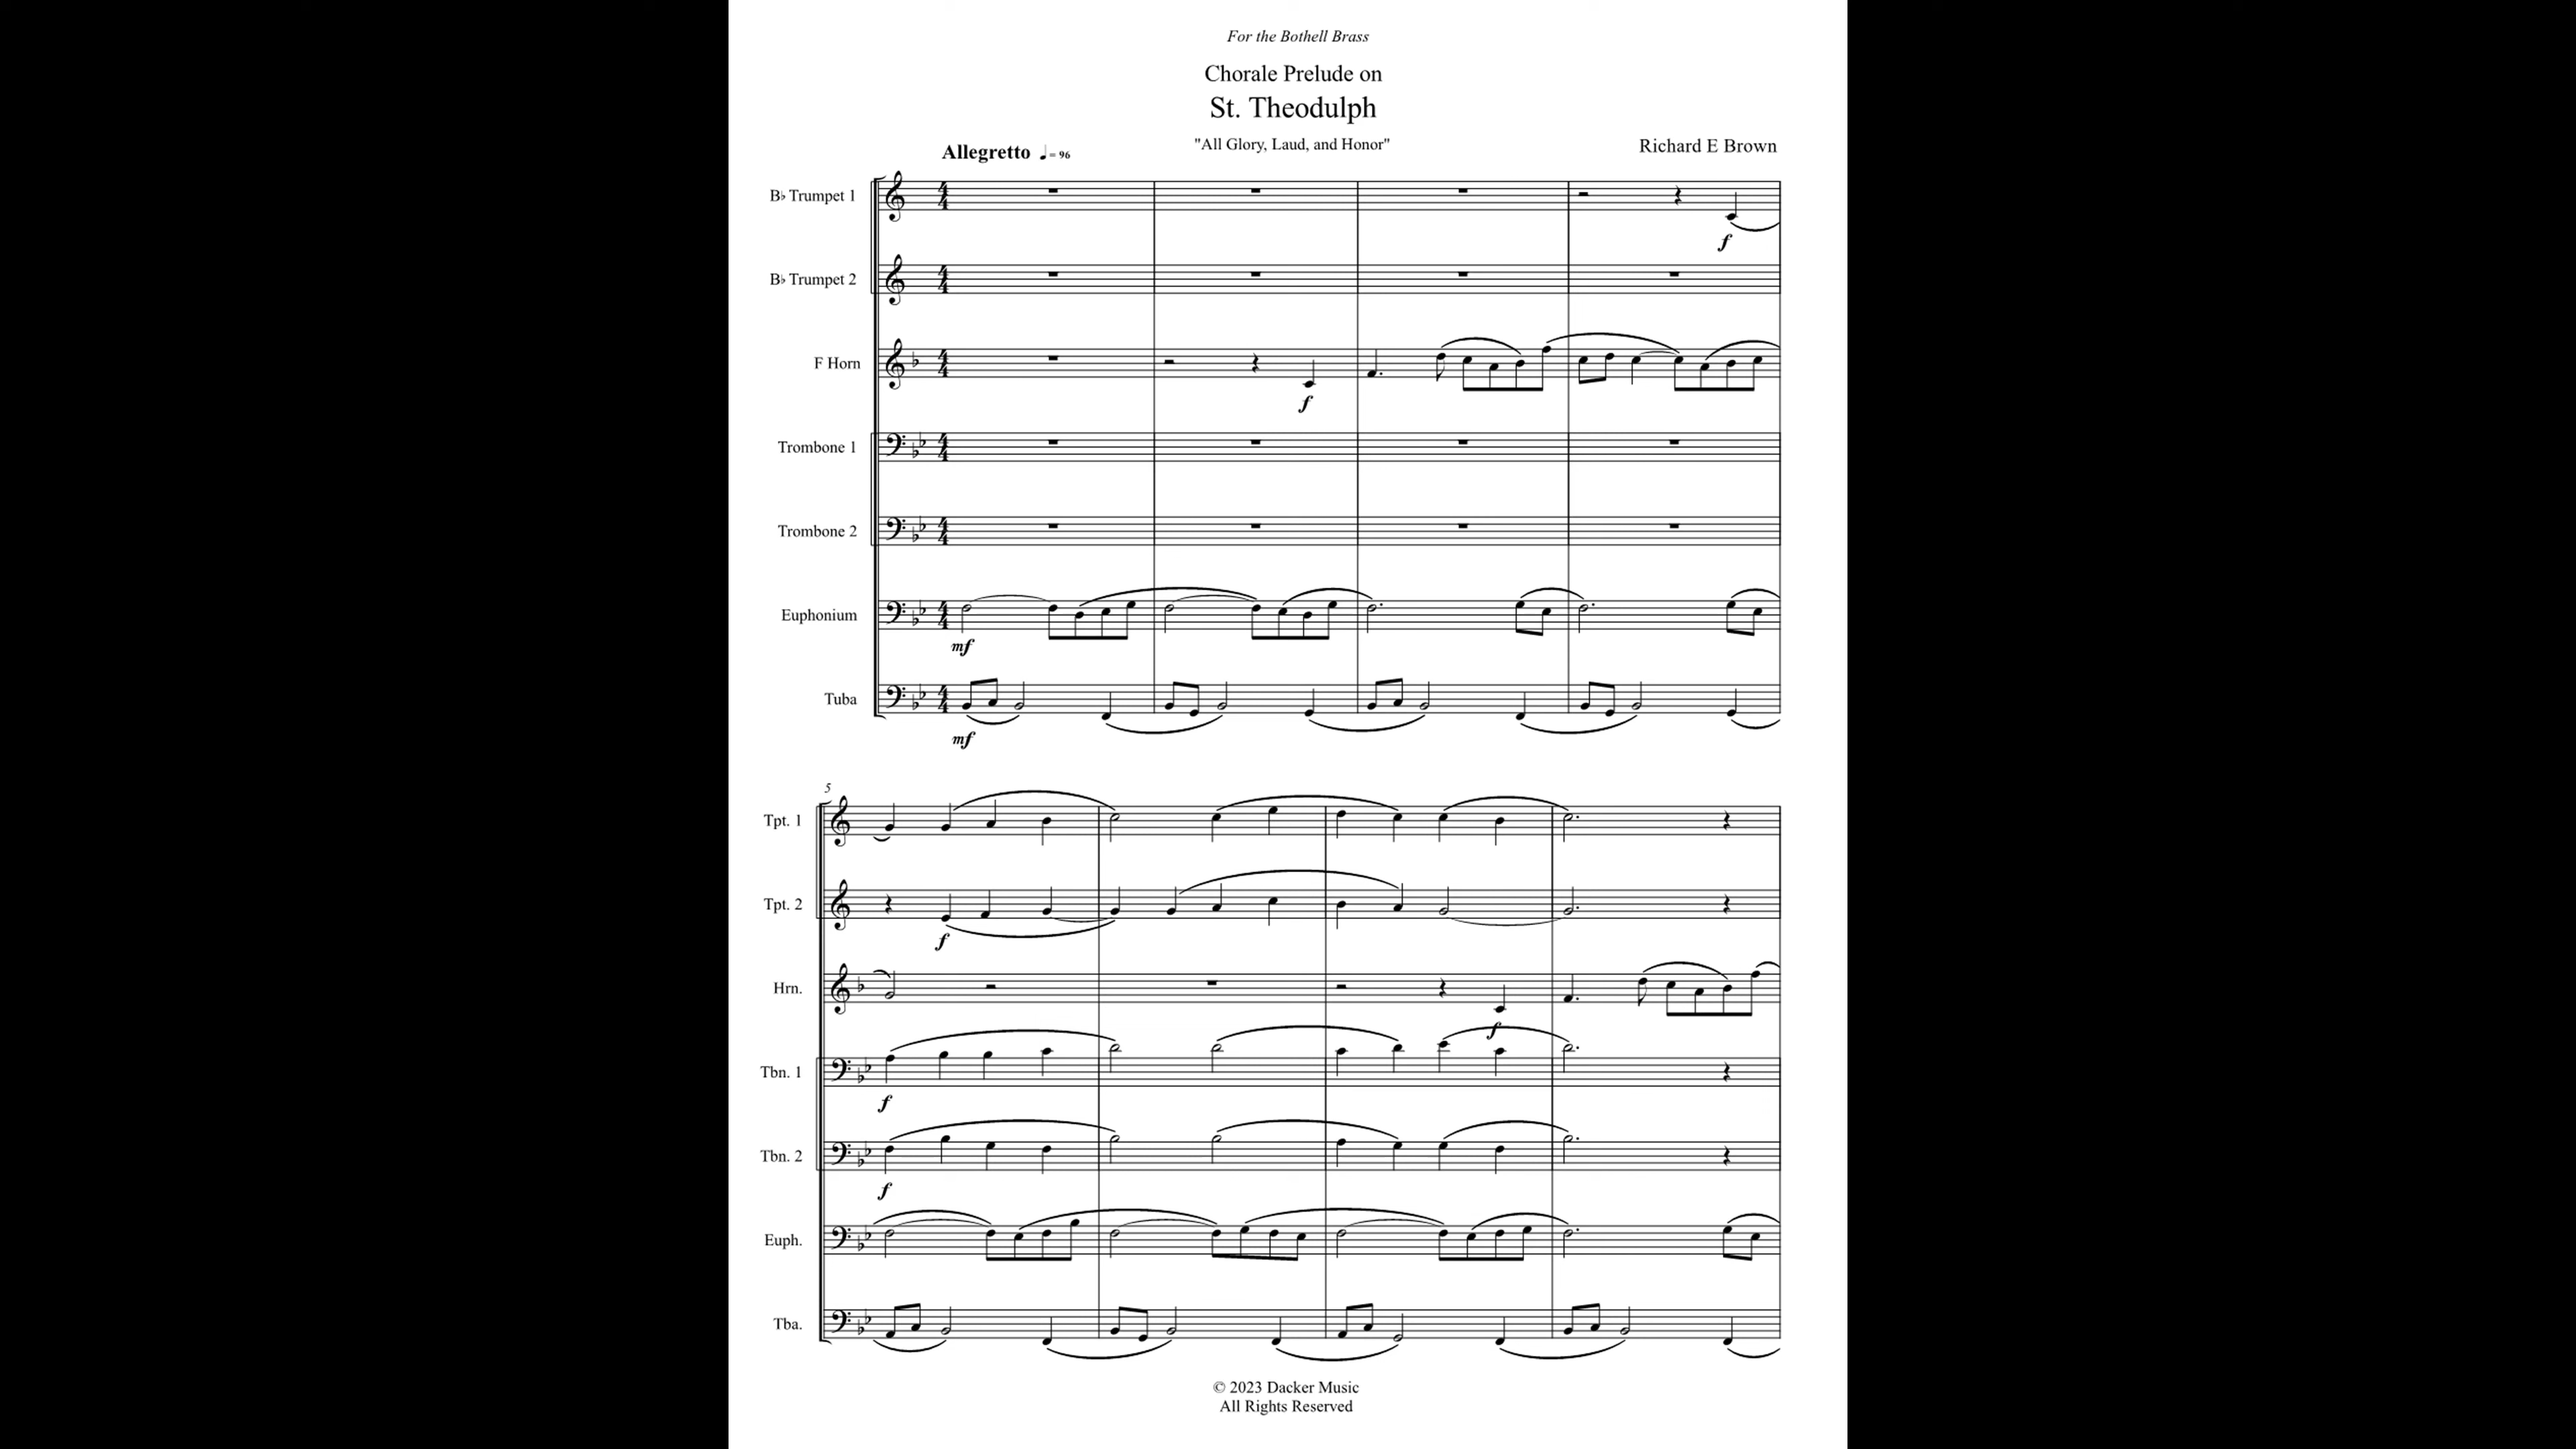 For the Bothell Brass
Chorale Prelude on
St. Theodulph
"All Glory, Laud, and Honor"
Richard E Brown
Allegretto ♩= 96
B♭ Trumpet 1
f
B♭ Trumpet 2
F Horn
f
Trombone 1
Trombone 2
Euphonium
mf
Tuba
mf
5
Tpt. 1
Tpt. 2
f
Hrn.
f
Tbn. 1
f
Tbn. 2
f
Euph.
Tba.
© 2023 Dacker Music
All Rights Reserved